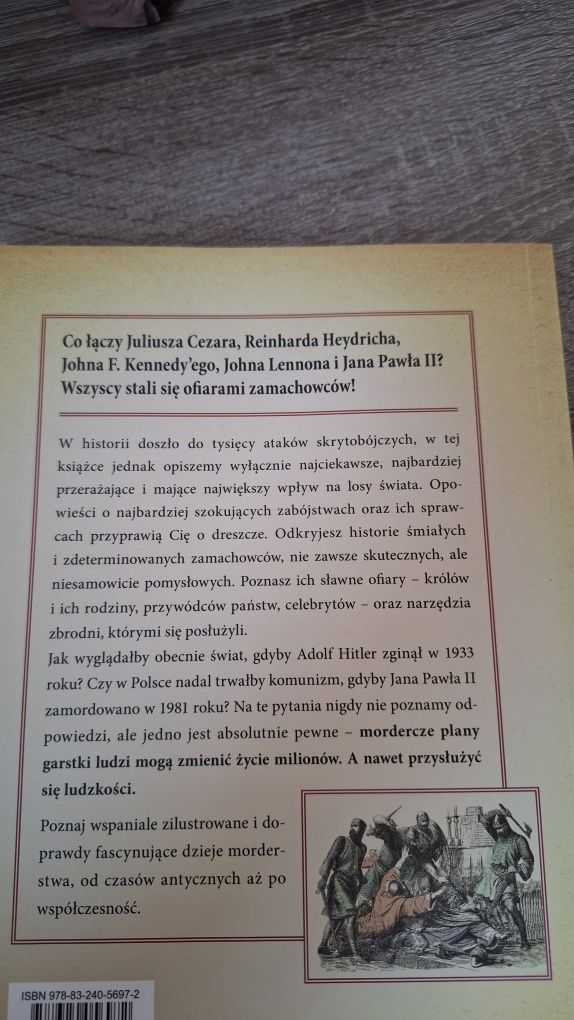 Co łączy Juliusza Cezara, Reinharda Heydricha,
Johna F. Kennedy'ego, Johna Lennona i Jana Pawła II?
Wszyscy stali się ofiarami zamachowców!
W historii doszło do tysięcy ataków skrytobójczych, w tej
książce jednak opiszemy wyłącznie najciekawsze, najbardziej
przerażające i mające największy wpływ na losy świata. Opo-
wieści o najbardziej szokujących zabójstwach oraz ich spraw-
cach przyprawią Cię o dreszcze. Odkryjesz historie śmiałych
i zdeterminowanych zamachowców, nie zawsze skutecznych, ale
niesamowicie pomysłowych. Poznasz ich sławne ofiary – królów
i ich rodziny, przywódców państw, celebrytów – oraz narzędzia
zbrodni, którymi się posłużyli.
Jak wyglądałby obecnie świat, gdyby Adolf Hitler zginął w 1933
roku? Czy w Polsce nadal trwałby komunizm, gdyby Jana Pawła II
zamordowano w 1981 roku? Na te pytania nigdy nie poznamy od-
powiedzi, ale jedno jest absolutnie pewne – mordercze plany
garstki ludzi mogą zmienić życie milionów. A nawet przysłużyć
się ludzkości.
Poznaj wspaniale zilustrowane i do-
prawdy fascynujące dzieje morder-
stwa, od czasów antycznych aż po
współczesność.
ISBN 978-83-240-5697-2